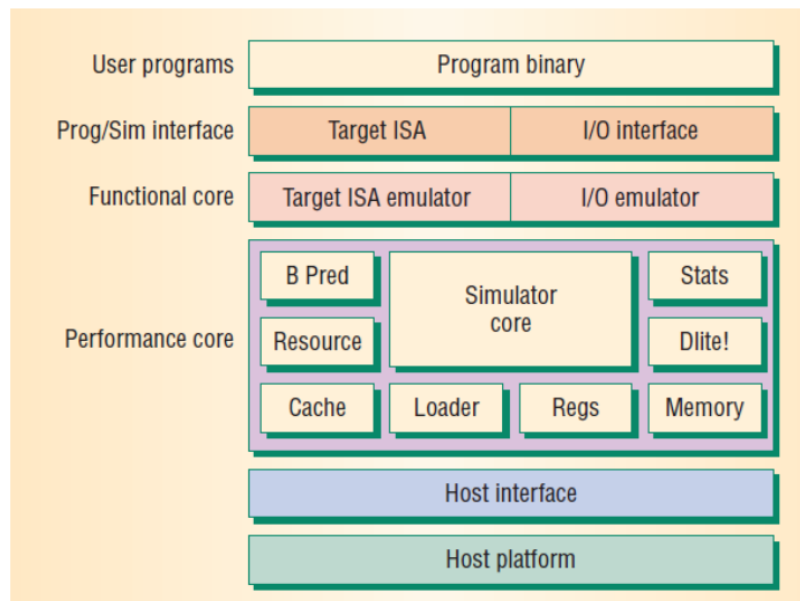 User programs
Program binary
Prog/Sim interface
Target ISA
I/O interface
Functional core
Target ISA emulator
I/O emulator
Performance core
B Pred
Simulator
core
Stats
Resource
Dlite!
Cache
Loader
Regs
Memory
Host interface
Host platform